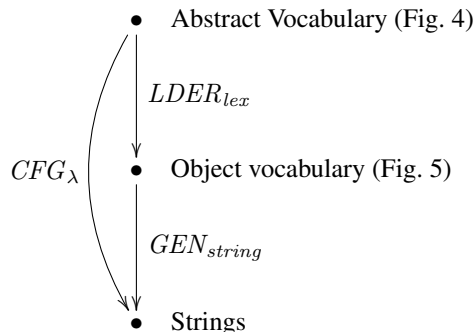 Abstract Vocabulary (Fig. 4)
LDER_lex
CFG_λ
Object vocabulary (Fig. 5)
GEN_string
Strings